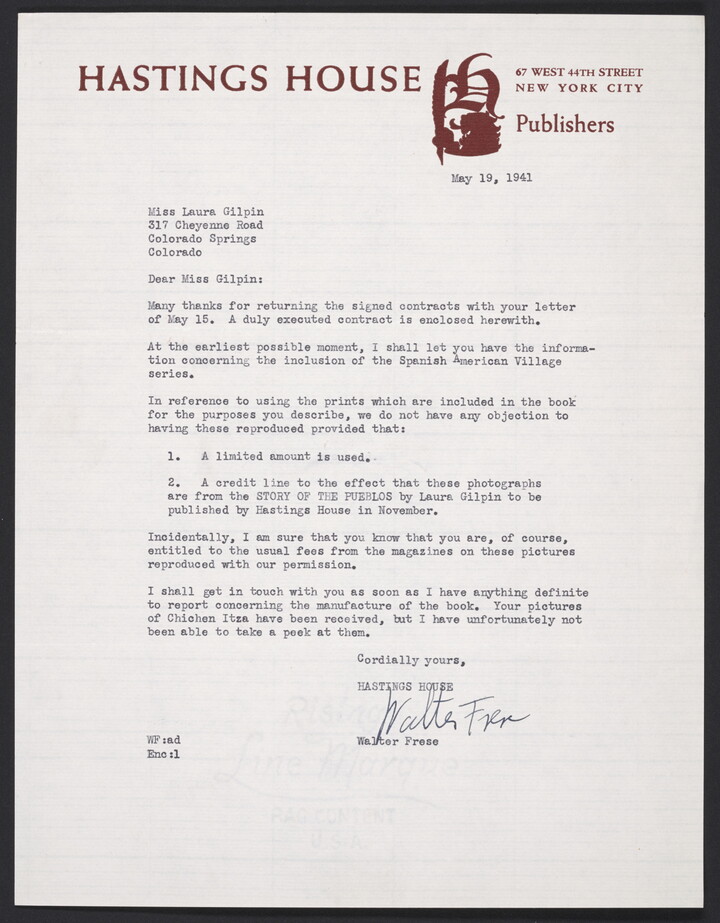 HASTINGS HOUSE
H
67 WEST 44TH STREET
NEW YORK CITY
Publishers
May 19, 1941
Miss Laura Gilpin
317 Cheyenne Road
Colorado Springs
Colorado
Dear Miss Gilpin:
Many thanks for returning the signed contracts with your letter
of May 15. A duly executed contract is enclosed herewith.
At the earliest possible moment, I shall let you have the informa-
tion concerning the inclusion of the Spanish American Village
series.
In reference to using the prints which are included in the book
for the purposes you describe, we do not have any objection to
having these reproduced provided that:
1. A limited amount is used.
2. A credit line to the effect that these photographs
are from the STORY OF THE PUEBLOS by Laura Gilpin to be
published by Hastings House in November.
Incidentally, I am sure that you know that you are, of course,
entitled to the usual fees from the magazines on these pictures
reproduced with our permission.
I shall get in touch with you as soon as I have anything definite
to report concerning the manufacture of the book. Your pictures
of Chichen Itza have been received, but I have unfortunately not
been able to take a peek at them.
Cordially yours,
HASTINGS HOUSE
Walter Frese
Walter Frese
WF:ad
Enc:1
Rising
Line Marque
RAG CONTENT
U.S.A.